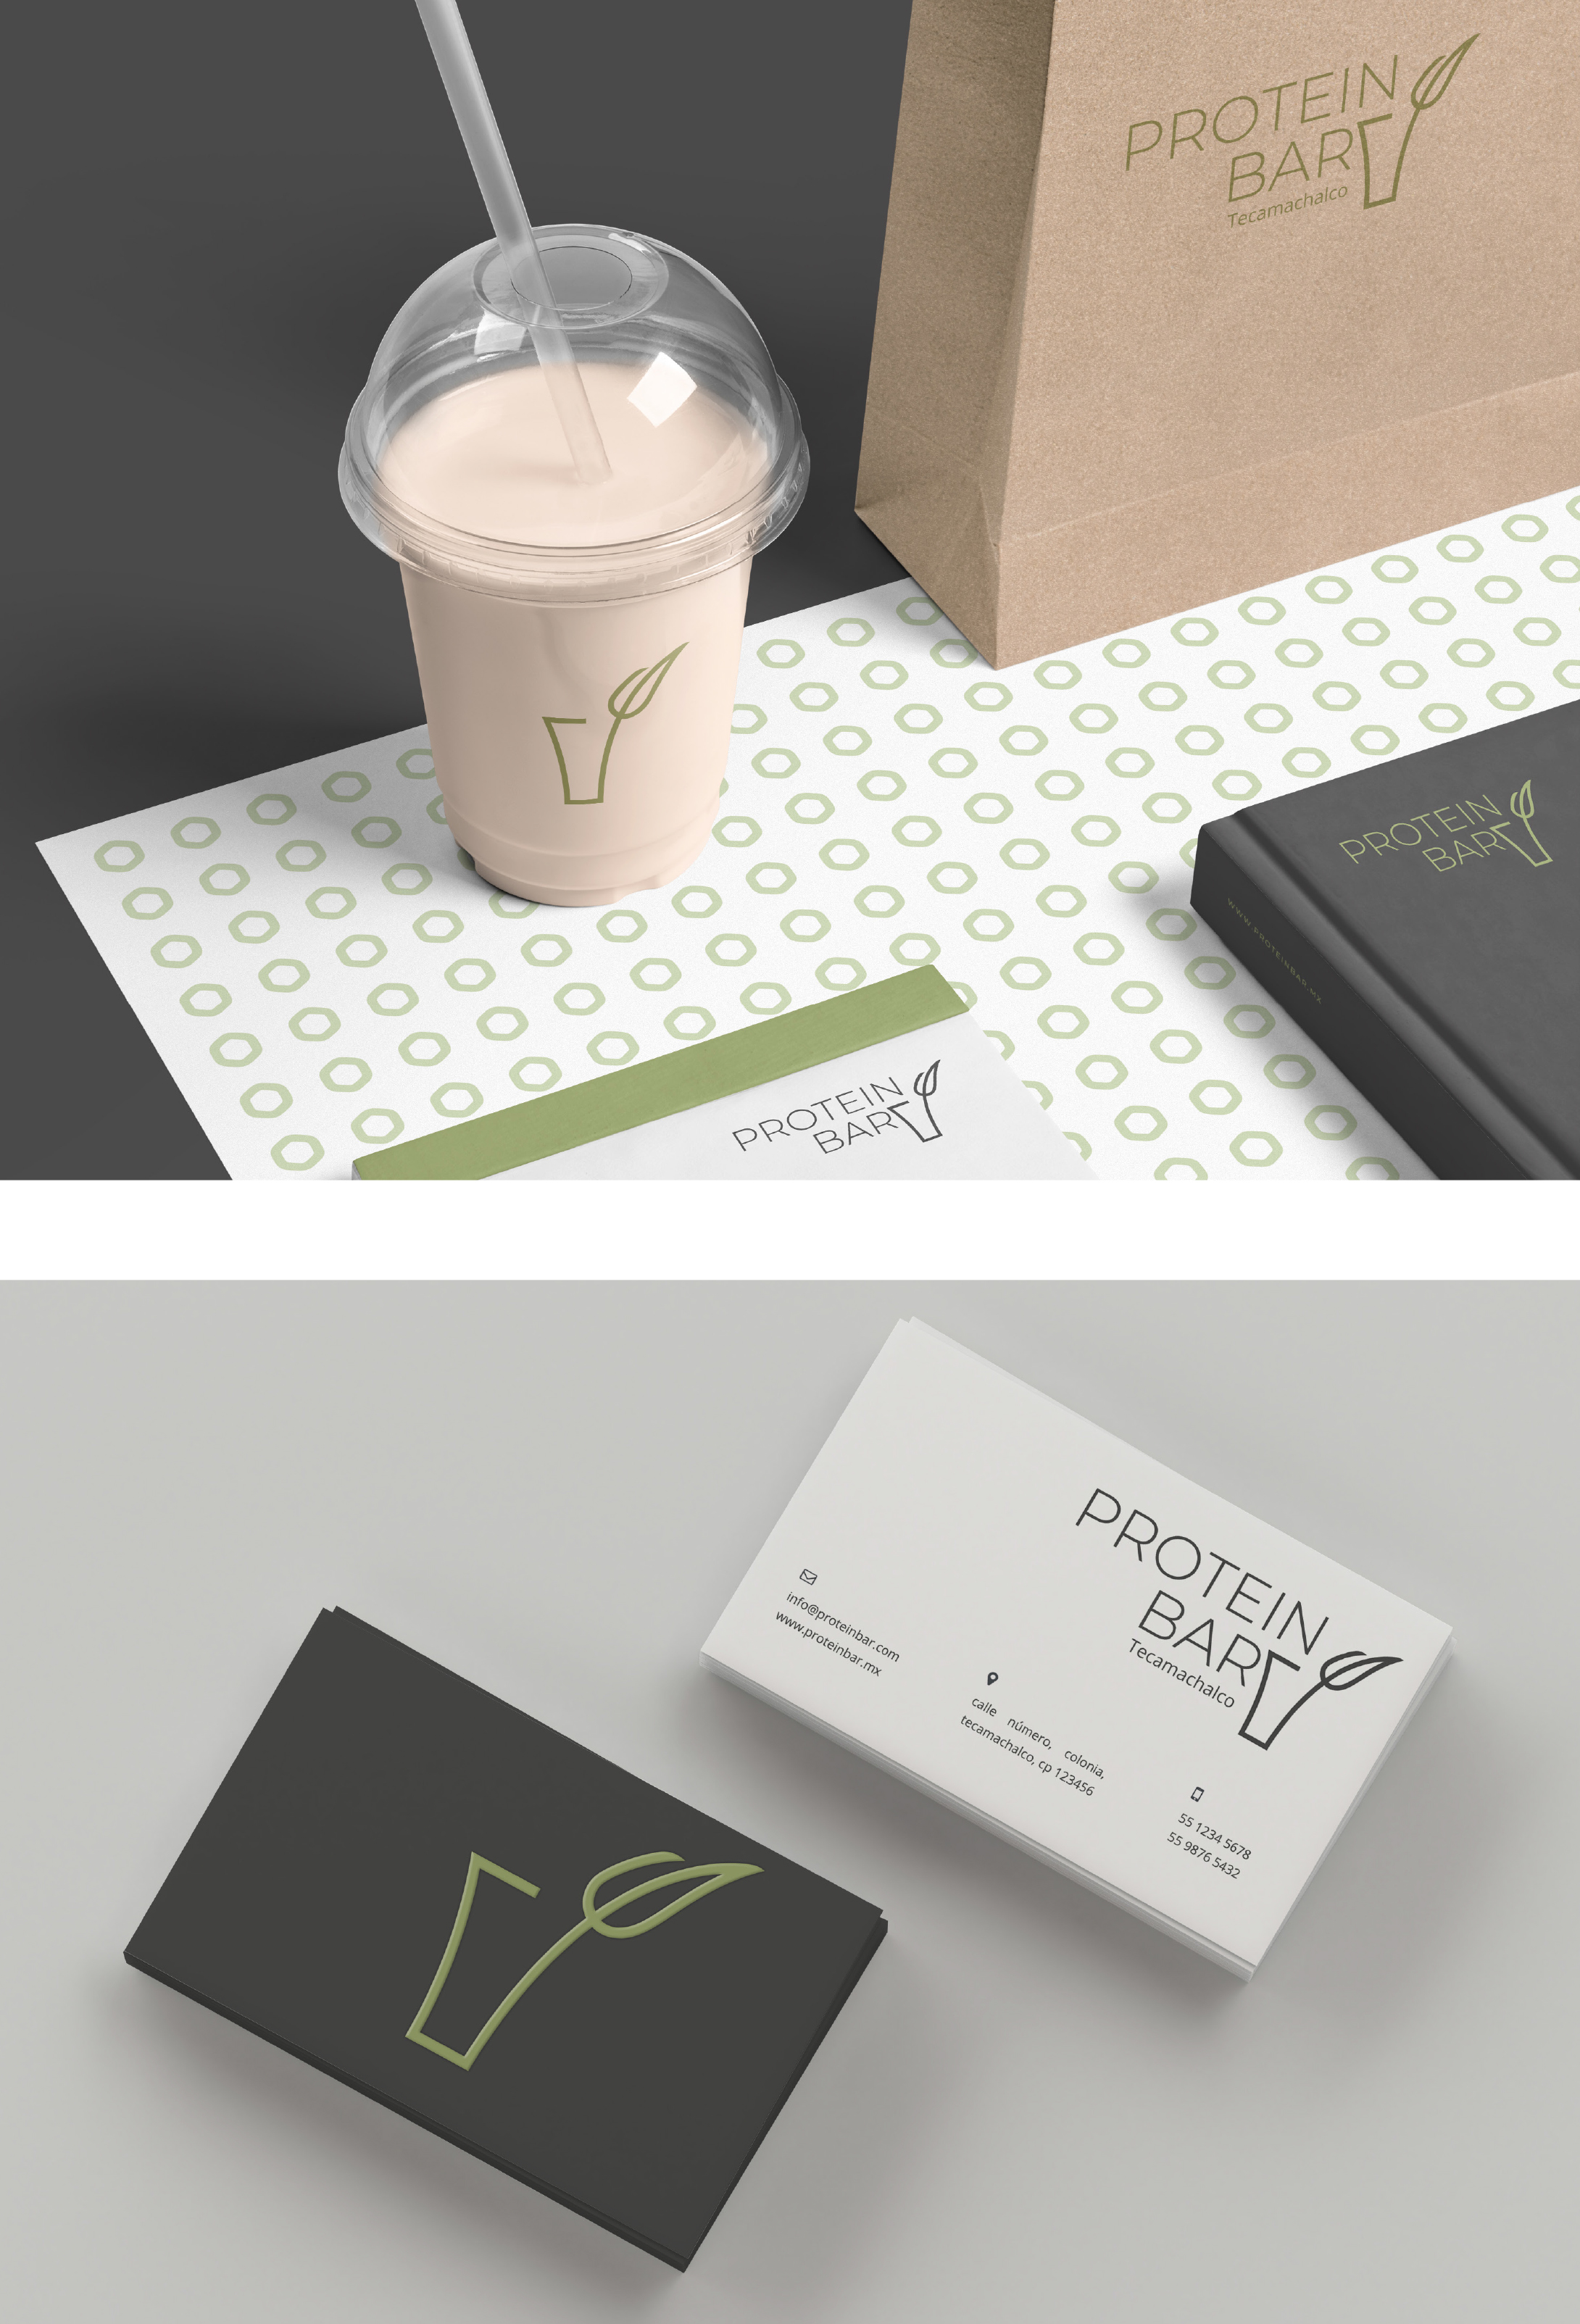 PROTEIN
BAR
Tecamachalco
PROTEIN
BAR
WWW.PROTEINBAR.MX
PROTEIN
BAR
PROTEIN
BAR
Tecamachalco
info@proteinbar.com
www.proteinbar.mx
calle número, colonia,
tecamachalco, cp 123456
55 1234 5678
55 9876 5432